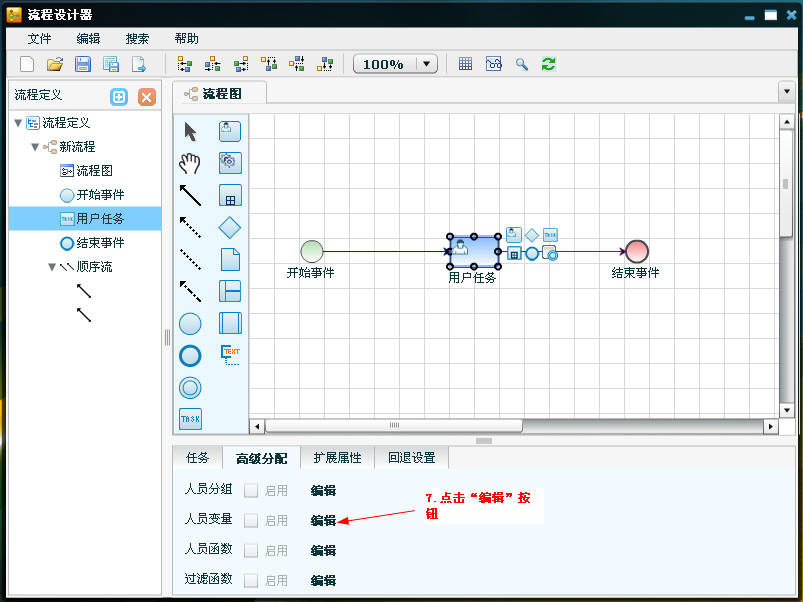 流程设计器
文件 编辑 搜索 帮助
100%
流程定义
流程图
流程定义
新流程
流程图
开始事件
用户任务
结束事件
顺序流
TASK
TEXT
TASK
TASK
开始事件
用户任务
结束事件
任务 高级分配 扩展属性 回退设置
人员分组 启用 编辑
人员变量 启用 编辑
人员函数 启用 编辑
过滤函数 启用 编辑
7.点击“编辑”按
钮